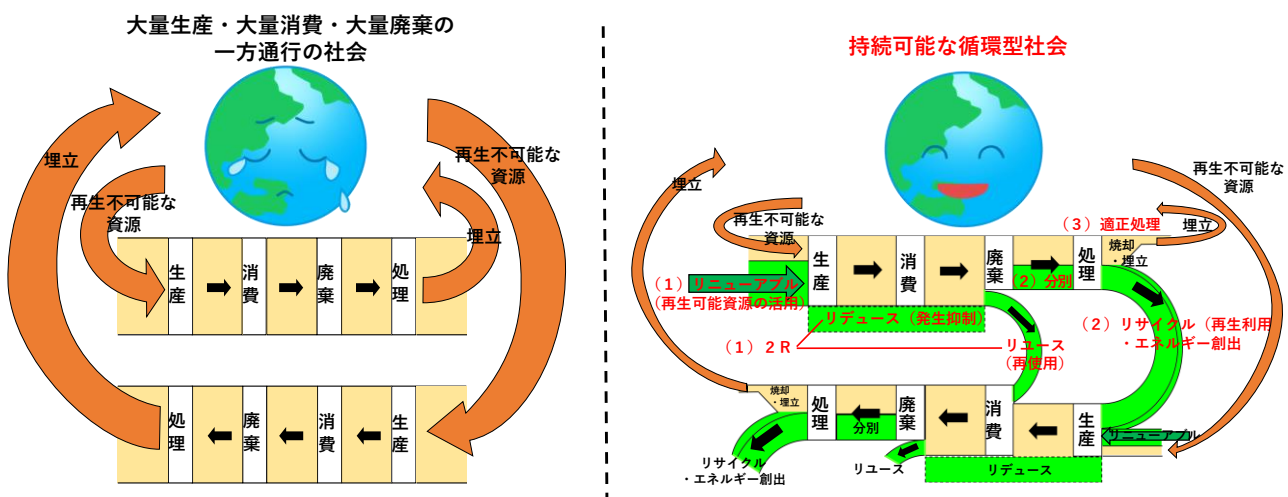 大量生産・大量消費・大量廃棄の
一方通行の社会
埋立
再生不可能な
資源
再生不可能な
資源
埋立
生産
消費
廃棄
処理
処理
廃棄
消費
生産
持続可能な循環型社会
埋立
再生不可能な
資源
再生不可能な
資源
(3)適正処理
埋立
焼却
・埋立
生産
消費
廃棄
処理
(1)リニューアブル
(再生可能資源の活用)
(2)分別
リデュース(発生抑制)
(1)2R
リユース
(再使用)
(2)リサイクル(再生利用
・エネルギー創出
焼却
・埋立
処理
廃棄
消費
生産
分別
リニューアブル
リサイクル
・エネルギー創出
リユース
リデュース